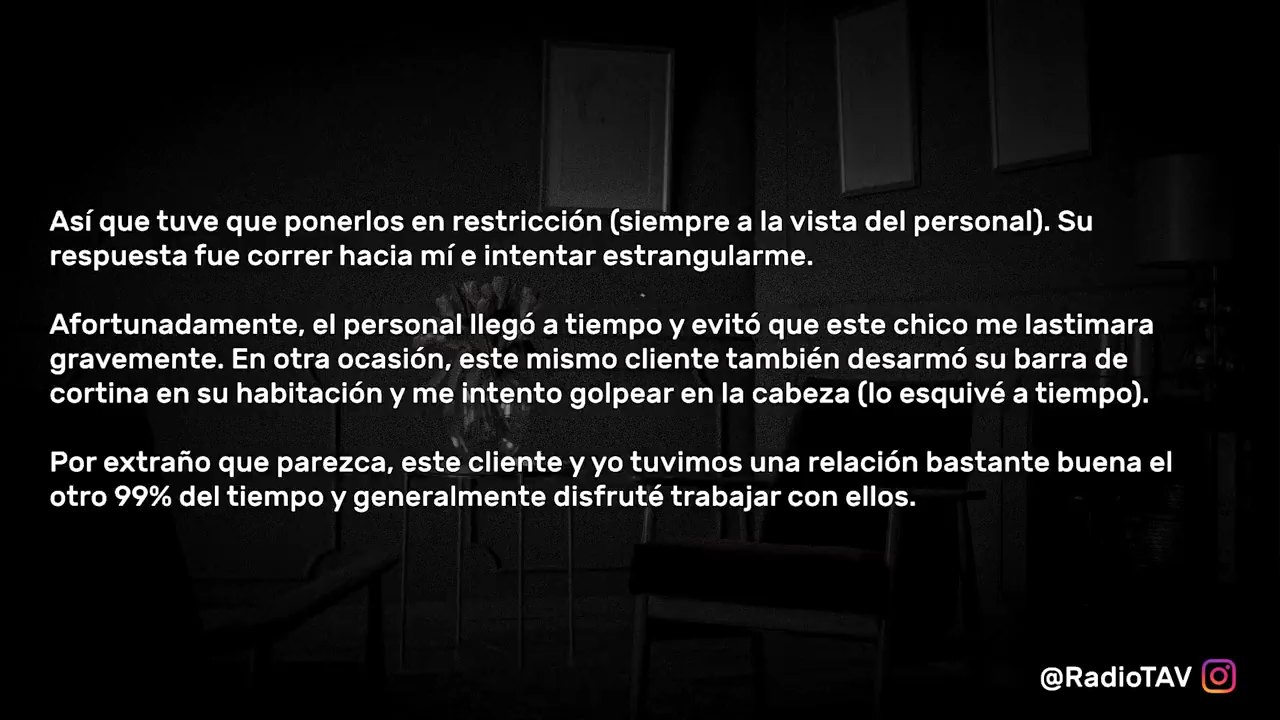 Así que tuve que ponerlos en restricción (siempre a la vista del personal). Su
respuesta fue correr hacia mí e intentar estrangularme.
Afortunadamente, el personal llegó a tiempo y evitó que este chico me lastimara
gravemente. En otra ocasión, este mismo cliente también desarmó su barra de
cortina en su habitación y me intento golpear en la cabeza (lo esquivé a tiempo).
Por extraño que parezca, este cliente y yo tuvimos una relación bastante buena el
otro 99% del tiempo y generalmente disfruté trabajar con ellos.
@RadioTAV